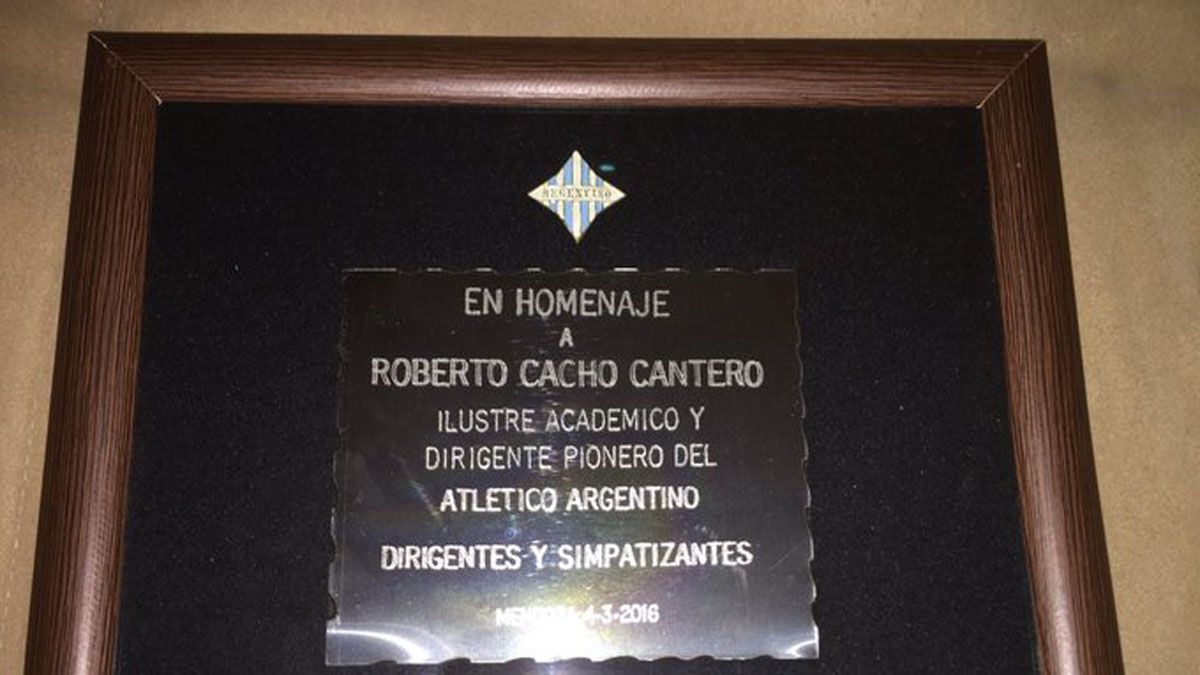 ARGENTINO
EN HOMENAJE
A
ROBERTO CACHO CANTERO
ILUSTRE ACADEMICO Y
DIRIGENTE PIONERO DEL
ATLETICO ARGENTINO
DIRIGENTES Y SIMPATIZANTES
MENDOZA 4-3-2016